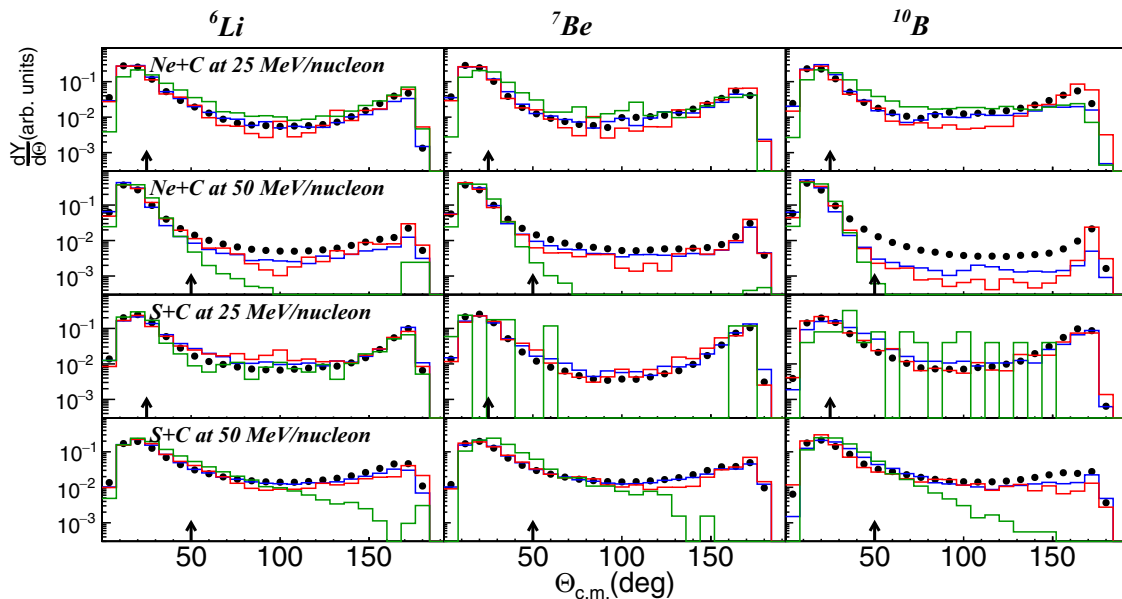 ⁶Li ⁷Be ¹⁰B
dY/dΘ (arb. units)
Ne+C at 25 MeV/nucleon
10⁻¹
10⁻²
10⁻³
Ne+C at 50 MeV/nucleon
10⁻¹
10⁻²
10⁻³
S+C at 25 MeV/nucleon
10⁻¹
10⁻²
10⁻³
S+C at 50 MeV/nucleon
10⁻¹
10⁻²
10⁻³
50 100 150 50 100 150 50 100 150
Θc.m.(deg)